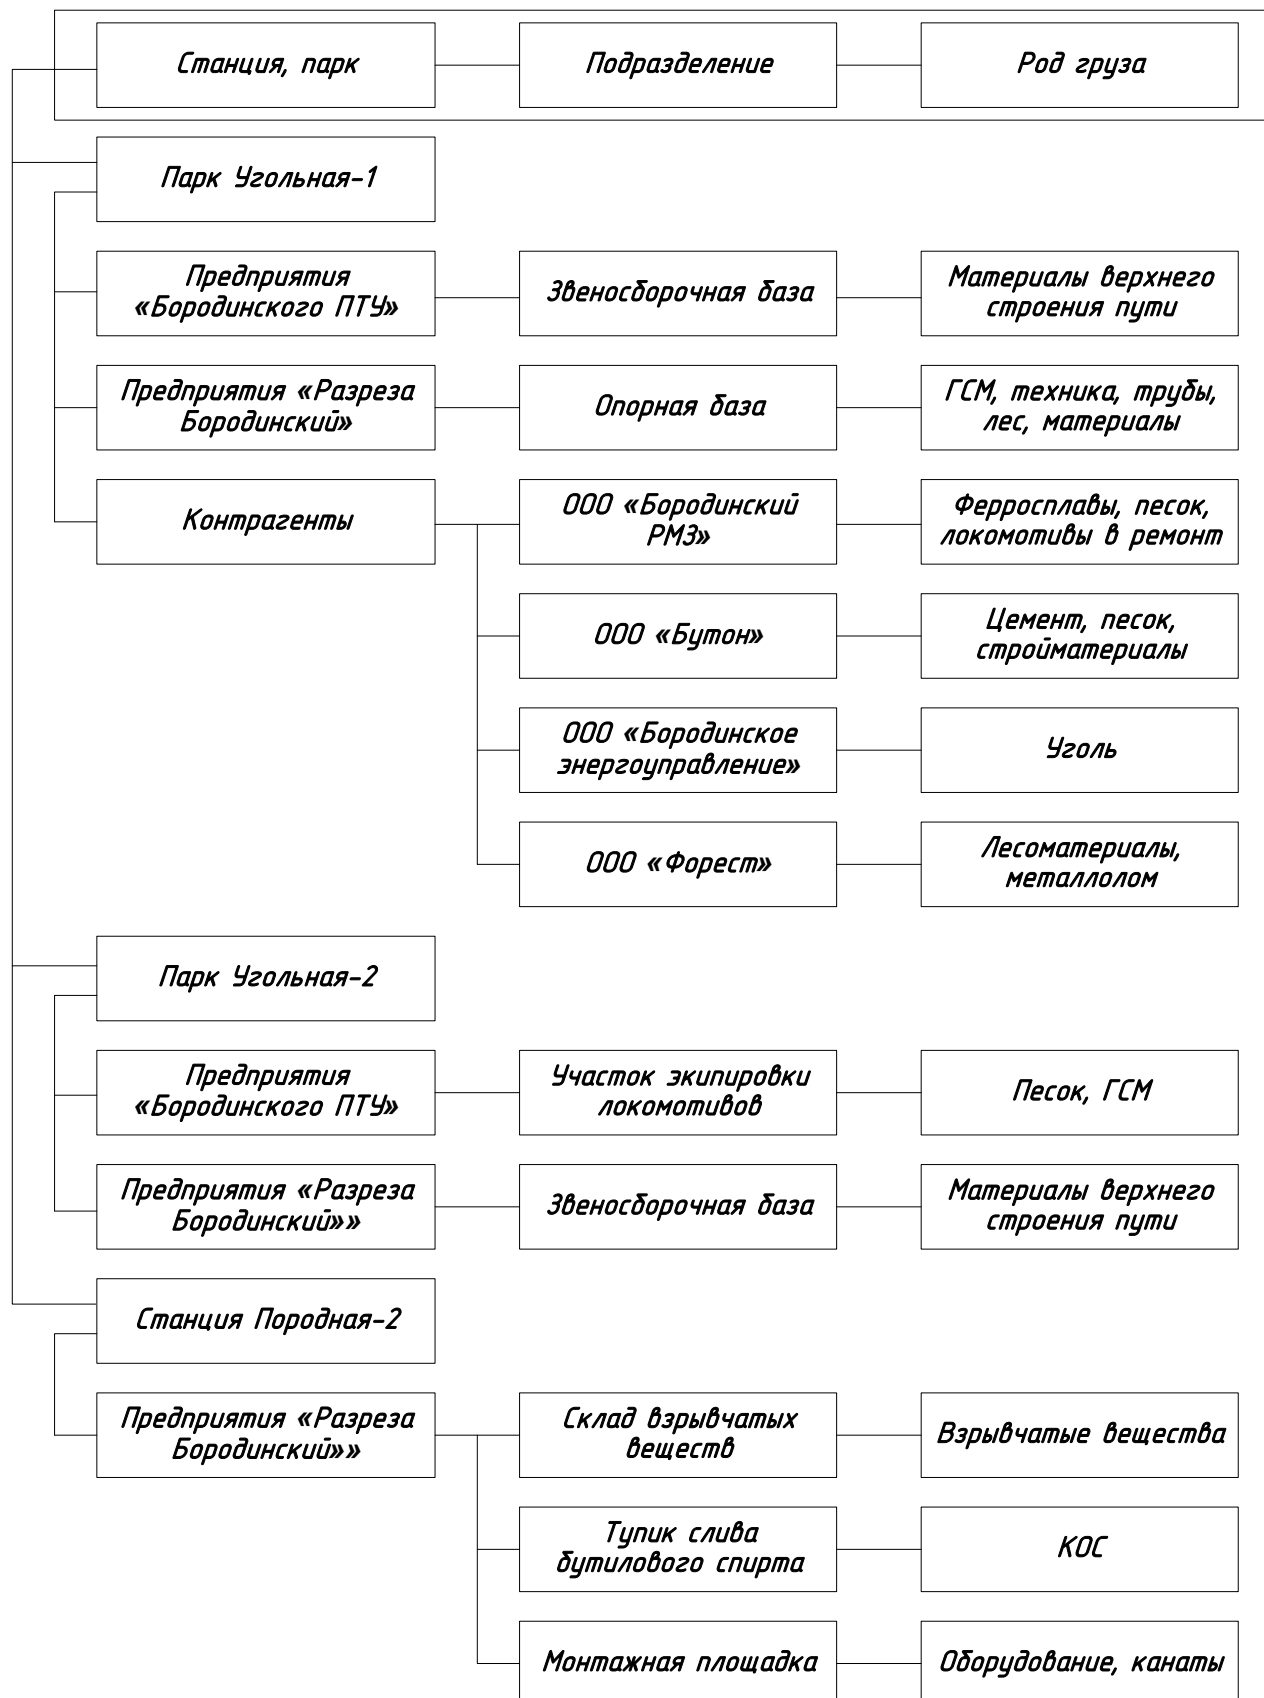 Станция, парк
Подразделение
Род груза
Парк Угольная-1
Предприятия
«Бородинского ПТУ»
Звеносборочная база
Материалы верхнего
строения пути
Предприятия «Разреза
Бородинский»
Опорная база
ГСМ, техника, трубы,
лес, материалы
Контрагенты
ООО «Бородинский
РМЗ»
Ферросплавы, песок,
локомотивы в ремонт
ООО «Бутон»
Цемент, песок,
стройматериалы
ООО «Бородинское
энергоуправление»
Уголь
ООО «Форест»
Лесоматериалы,
металлолом
Парк Угольная-2
Предприятия
«Бородинского ПТУ»
Участок экипировки
локомотивов
Песок, ГСМ
Предприятия «Разреза
Бородинский»»
Звеносборочная база
Материалы верхнего
строения пути
Станция Породная-2
Предприятия «Разреза
Бородинский»»
Склад взрывчатых
веществ
Взрывчатые вещества
Тупик слива
бутилового спирта
КОС
Монтажная площадка
Оборудование, канаты